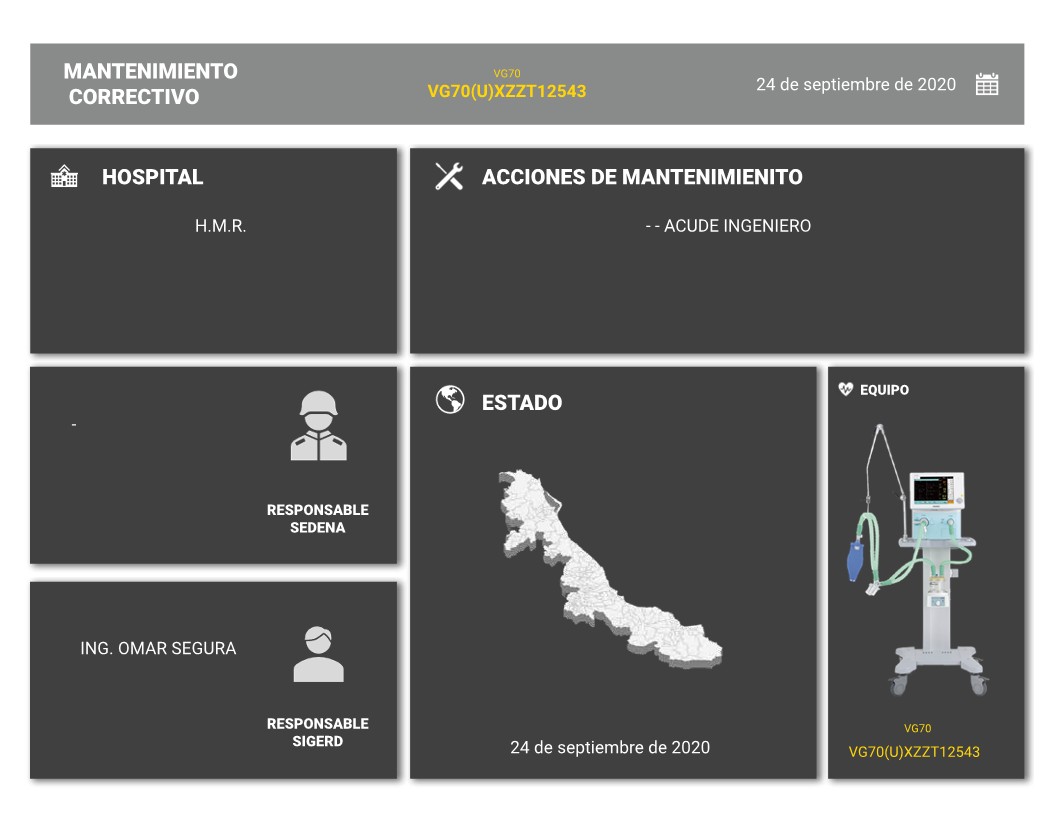 MANTENIMIENTO
CORRECTIVO
VG70
VG70(U)XZZT12543
24 de septiembre de 2020
HOSPITAL
H.M.R.
ACCIONES DE MANTENIMIENITO
- - ACUDE INGENIERO
-
RESPONSABLE
SEDENA
ING. OMAR SEGURA
RESPONSABLE
SIGERD
ESTADO
24 de septiembre de 2020
EQUIPO
VG70
VG70(U)XZZT12543